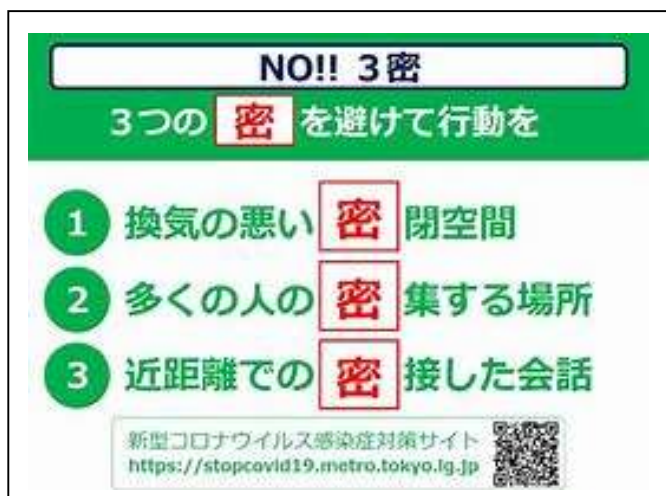 NO!! 3密
3つの 密 を避けて行動を
1 換気の悪い 密 閉空間
2 多くの人の 密 集する場所
3 近距離での 密 接した会話
新型コロナウイルス感染症対策サイト
https://stopcovid19.metro.tokyo.lg.jp